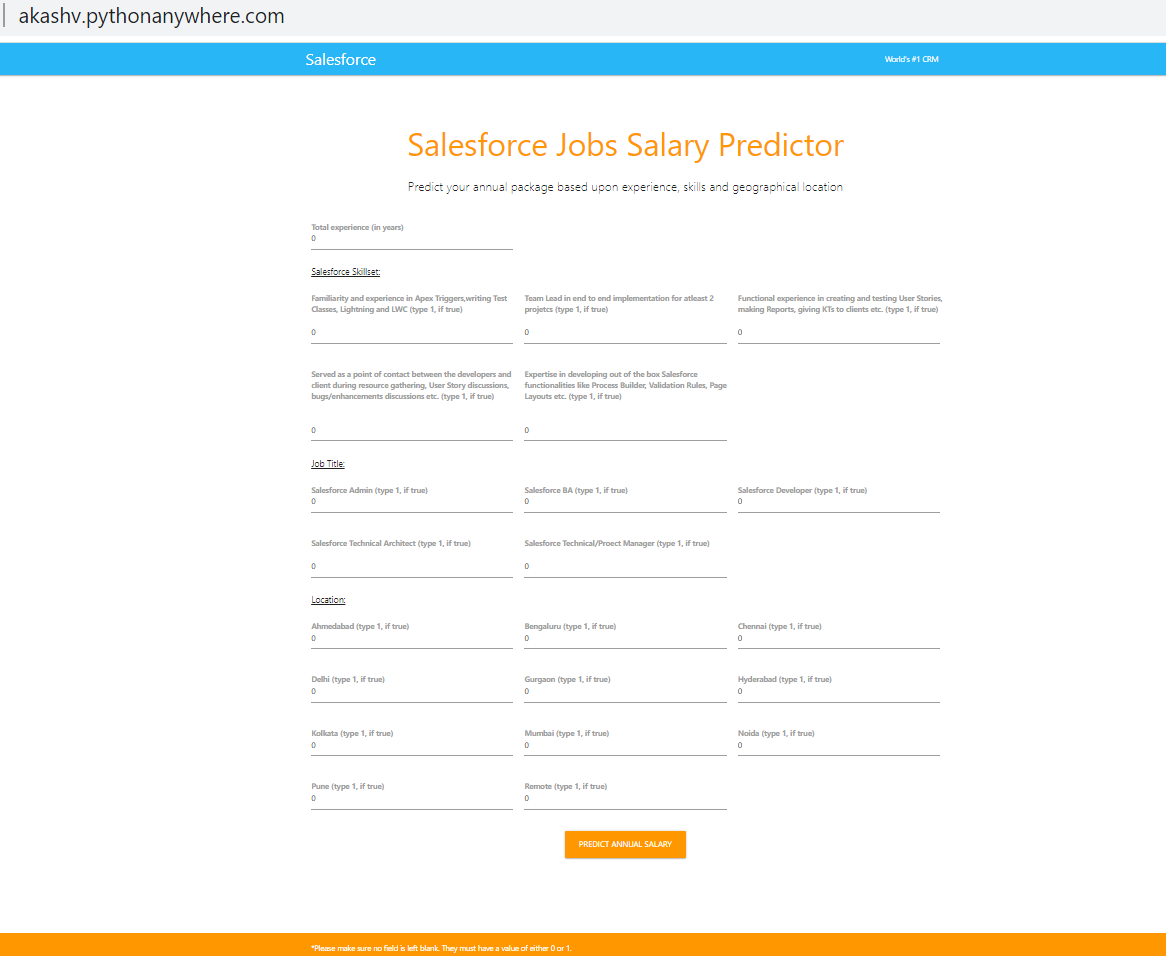 akashv.pythonanywhere.com
Salesforce World's #1 CRM
Salesforce Jobs Salary Predictor
Predict your annual package based upon experience, skills and geographical location
Total experience (in years)
0
Salesforce Skillset:
Familiarity and experience in Apex Triggers,writing Test
Classes, Lightning and LWC (type 1, if true)
0
Team Lead in end to end implementation for atleast 2
projetcs (type 1, if true)
0
Functional experience in creating and testing User Stories,
making Reports, giving KTs to clients etc. (type 1, if true)
0
Served as a point of contact between the developers and
client during resource gathering, User Story discussions,
bugs/enhancements discussions etc. (type 1, if true)
0
Expertise in developing out of the box Salesforce
functionalities like Process Builder, Validation Rules, Page
Layouts etc. (type 1, if true)
0
Job Title:
Salesforce Admin (type 1, if true)
0
Salesforce BA (type 1, if true)
0
Salesforce Developer (type 1, if true)
0
Salesforce Technical Architect (type 1, if true)
0
Salesforce Technical/Proect Manager (type 1, if true)
0
Location:
Ahmedabad (type 1, if true)
0
Bengaluru (type 1, if true)
0
Chennai (type 1, if true)
0
Delhi (type 1, if true)
0
Gurgaon (type 1, if true)
0
Hyderabad (type 1, if true)
0
Kolkata (type 1, if true)
0
Mumbai (type 1, if true)
0
Noida (type 1, if true)
0
Pune (type 1, if true)
0
Remote (type 1, if true)
0
PREDICT ANNUAL SALARY
*Please make sure no field is left blank. They must have a value of either 0 or 1.